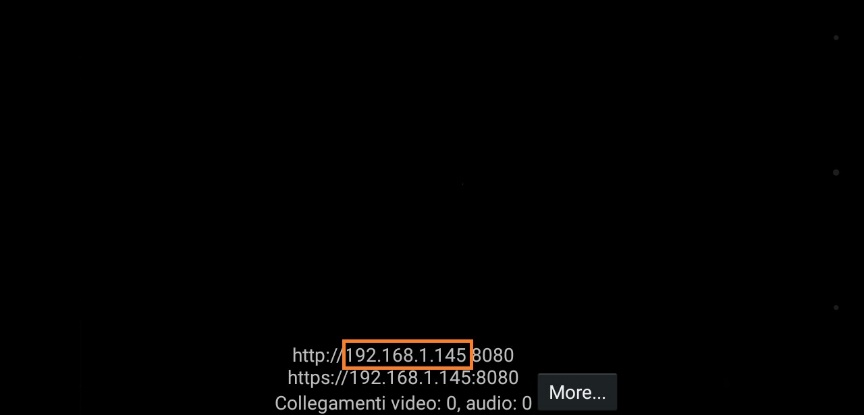 http://192.168.1.145:8080
https://192.168.1.145:8080
Collegamenti video: 0, audio: 0
More...